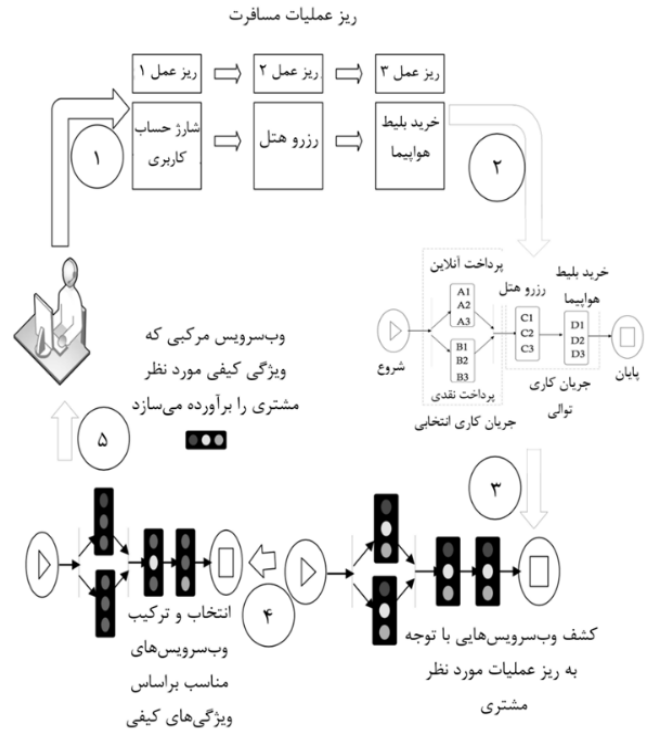 ریز عملیات مسافرت
ریز عمل ۱
ریز عمل ۲
ریز عمل ۳
شارژ حساب
کاربری
رزرو هتل
خرید بلیط
هواپیما
۱
۲
پرداخت آنلاین
A1
A2
A3
B1
B2
B3
پرداخت نقدی
جریان کاری انتخابی
شروع
رزرو هتل
C1
C2
C3
خرید بلیط
هواپیما
D1
D2
D3
جریان کاری
توالی
پایان
۳
کشف وب‌سرویس‌هایی با توجه
به ریز عملیات مورد نظر
مشتری
۴
انتخاب و ترکیب
وب‌سرویس‌های
مناسب براساس
ویژگی‌های کیفی
۵
وب‌سرویس مرکبی که
ویژگی کیفی مورد نظر
مشتری را برآورده می‌سازد